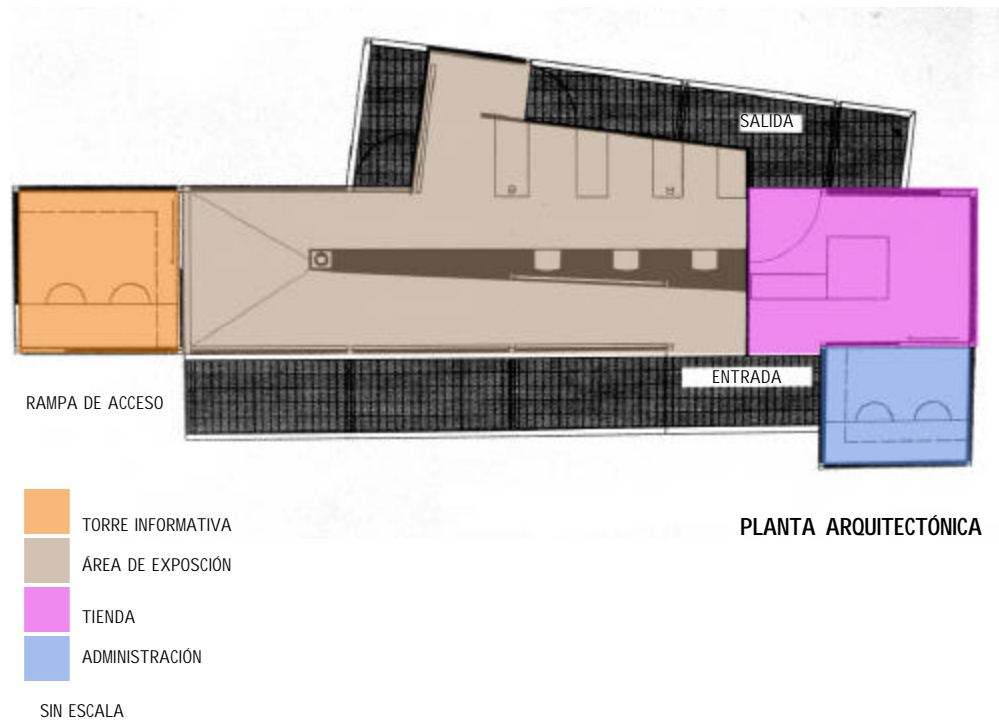 SALIDA
ENTRADA
RAMPA DE ACCESO
TORRE INFORMATIVA
PLANTA ARQUITECTÓNICA
ÁREA DE EXPOSCIÓN
TIENDA
ADMINISTRACIÓN
SIN ESCALA